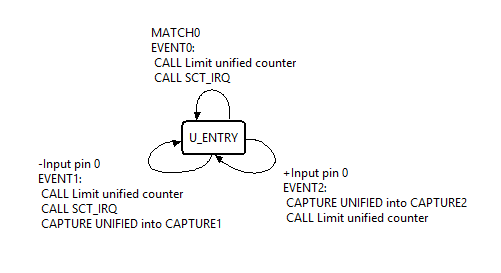 MATCH0
EVENT0:
CALL Limit unified counter
CALL SCT_IRQ
U_ENTRY
-Input pin 0
EVENT1:
CALL Limit unified counter
CALL SCT_IRQ
CAPTURE UNIFIED into CAPTURE1
+Input pin 0
EVENT2:
CAPTURE UNIFIED into CAPTURE2
CALL Limit unified counter